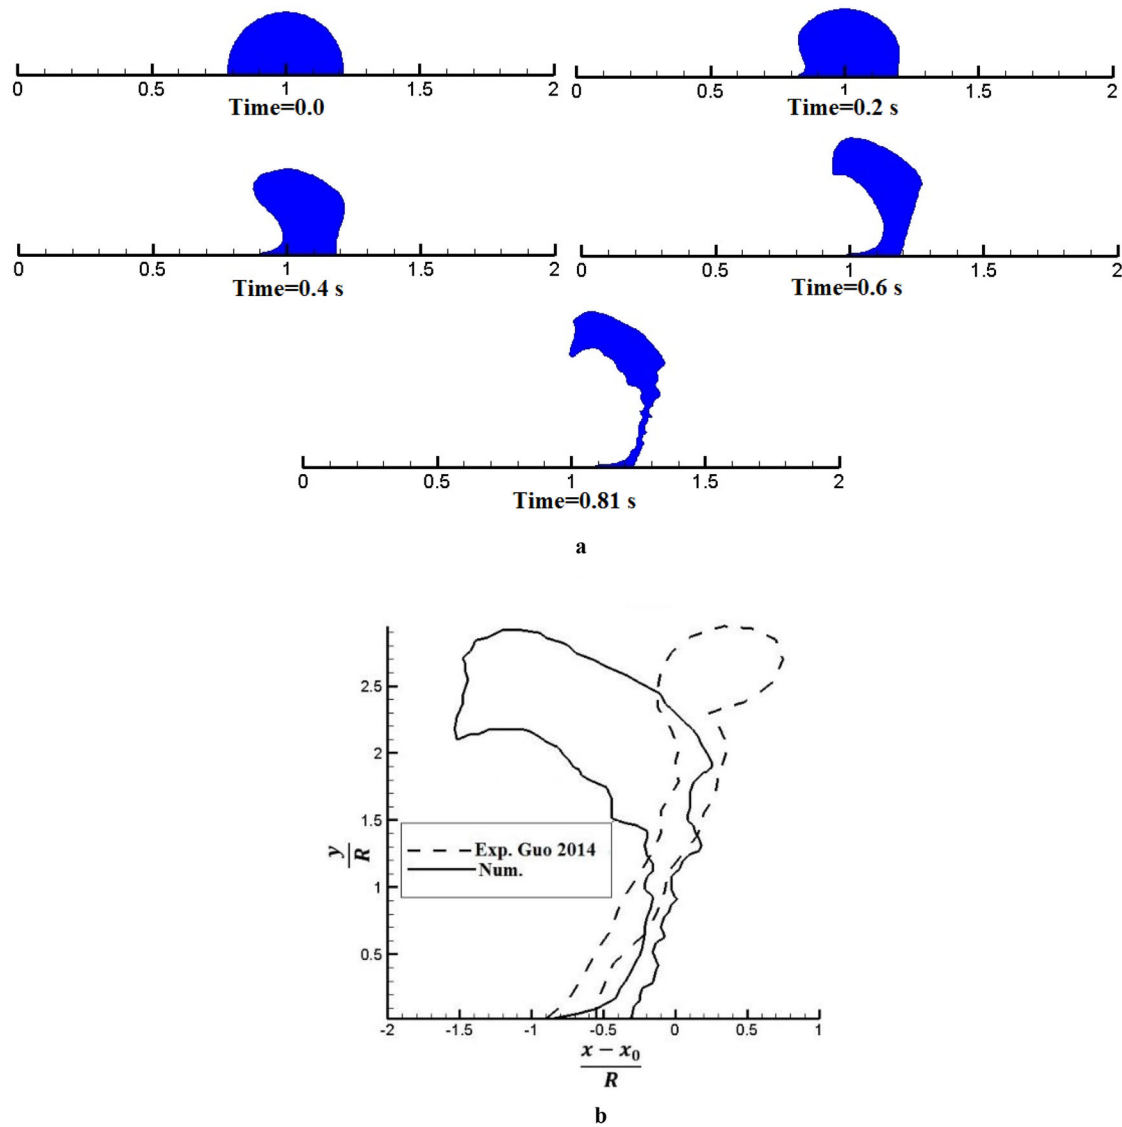 0 0.5 1 1.5 2
Time=0.0
0 0.5 1 1.5 2
Time=0.2 s
0 0.5 1 1.5 2
Time=0.4 s
0 0.5 1 1.5 2
Time=0.6 s
0 0.5 1 1.5 2
Time=0.81 s
a
2.5
2
1.5
1
0.5
y
R
Exp. Guo 2014
Num.
-2 -1.5 -1 -0.5 0 0.5 1
x − x₀
R
b